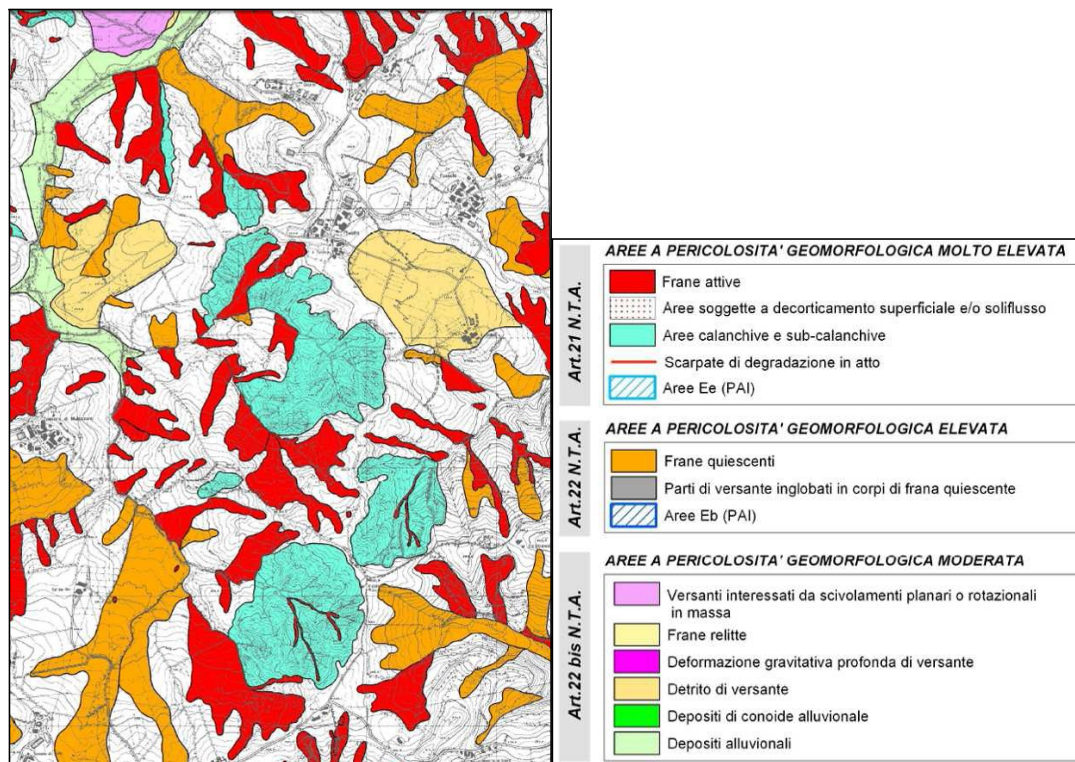 AREE A PERICOLOSITA' GEOMORFOLOGICA MOLTO ELEVATA
Art.21 N.T.A.
Frane attive
Aree soggette a decorticamento superficiale e/o soliflusso
Aree calanchive e sub-calanchive
Scarpate di degradazione in atto
Aree Ee (PAI)
AREE A PERICOLOSITA' GEOMORFOLOGICA ELEVATA
Art.22 N.T.A.
Frane quiescenti
Parti di versante inglobati in corpi di frana quiescente
Aree Eb (PAI)
AREE A PERICOLOSITA' GEOMORFOLOGICA MODERATA
Art.22 bis N.T.A.
Versanti interessati da scivolamenti planari o rotazionali
in massa
Frane relitte
Deformazione gravitativa profonda di versante
Detrito di versante
Depositi di conoide alluvionale
Depositi alluvionali